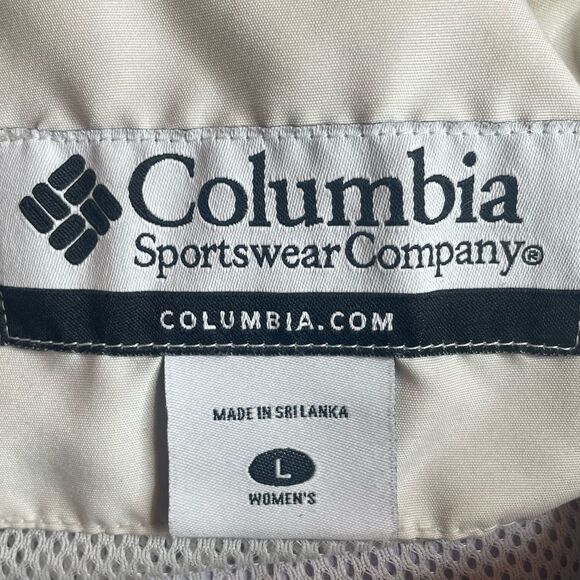 Columbia
Sportswear Company®
COLUMBIA.COM
MADE IN SRI LANKA
L
WOMEN'S